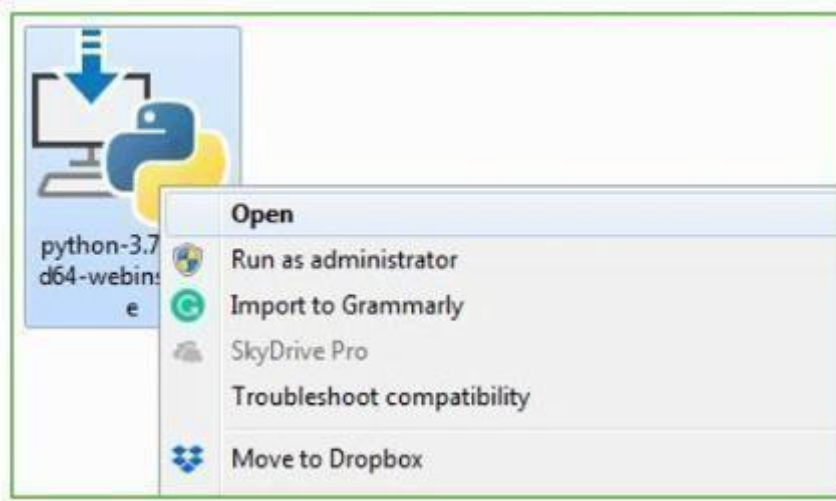 python-3.7
d64-webins
e
Open
Run as administrator
Import to Grammarly
SkyDrive Pro
Troubleshoot compatibility
Move to Dropbox